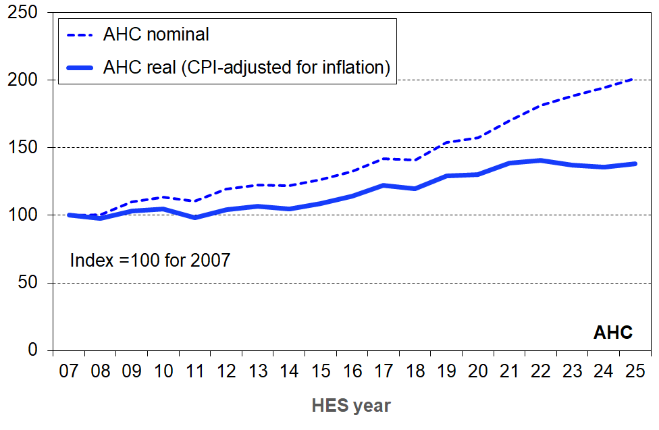 250
200
150
100
50
0
AHC nominal
AHC real (CPI-adjusted for inflation)
Index =100 for 2007
AHC
07 08 09 10 11 12 13 14 15 16 17 18 19 20 21 22 23 24 25
HES year